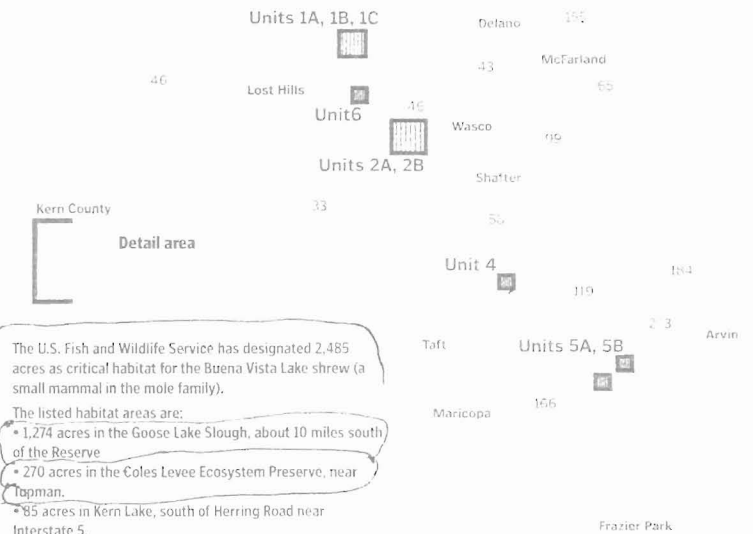 Units 1A, 1B, 1C
Delano
155
46
43
McFarland
Lost Hills
65
Unit6
46
Wasco
99
Units 2A, 2B
Shafter
Kern County
33
Detail area
58
Unit 4
184
119
Taft
Units 5A, 5B
Arvin
Maricopa
166
The U.S. Fish and Wildlife Service has designated 2,485
acres as critical habitat for the Buena Vista Lake shrew (a
small mammal in the mole family).
The listed habitat areas are:
• 1,274 acres in the Goose Lake Slough, about 10 miles south
of the Reserve
• 270 acres in the Coles Levee Ecosystem Preserve, near
Topman.
• 85 acres in Kern Lake, south of Herring Road near
Interstate 5
Frazier Park